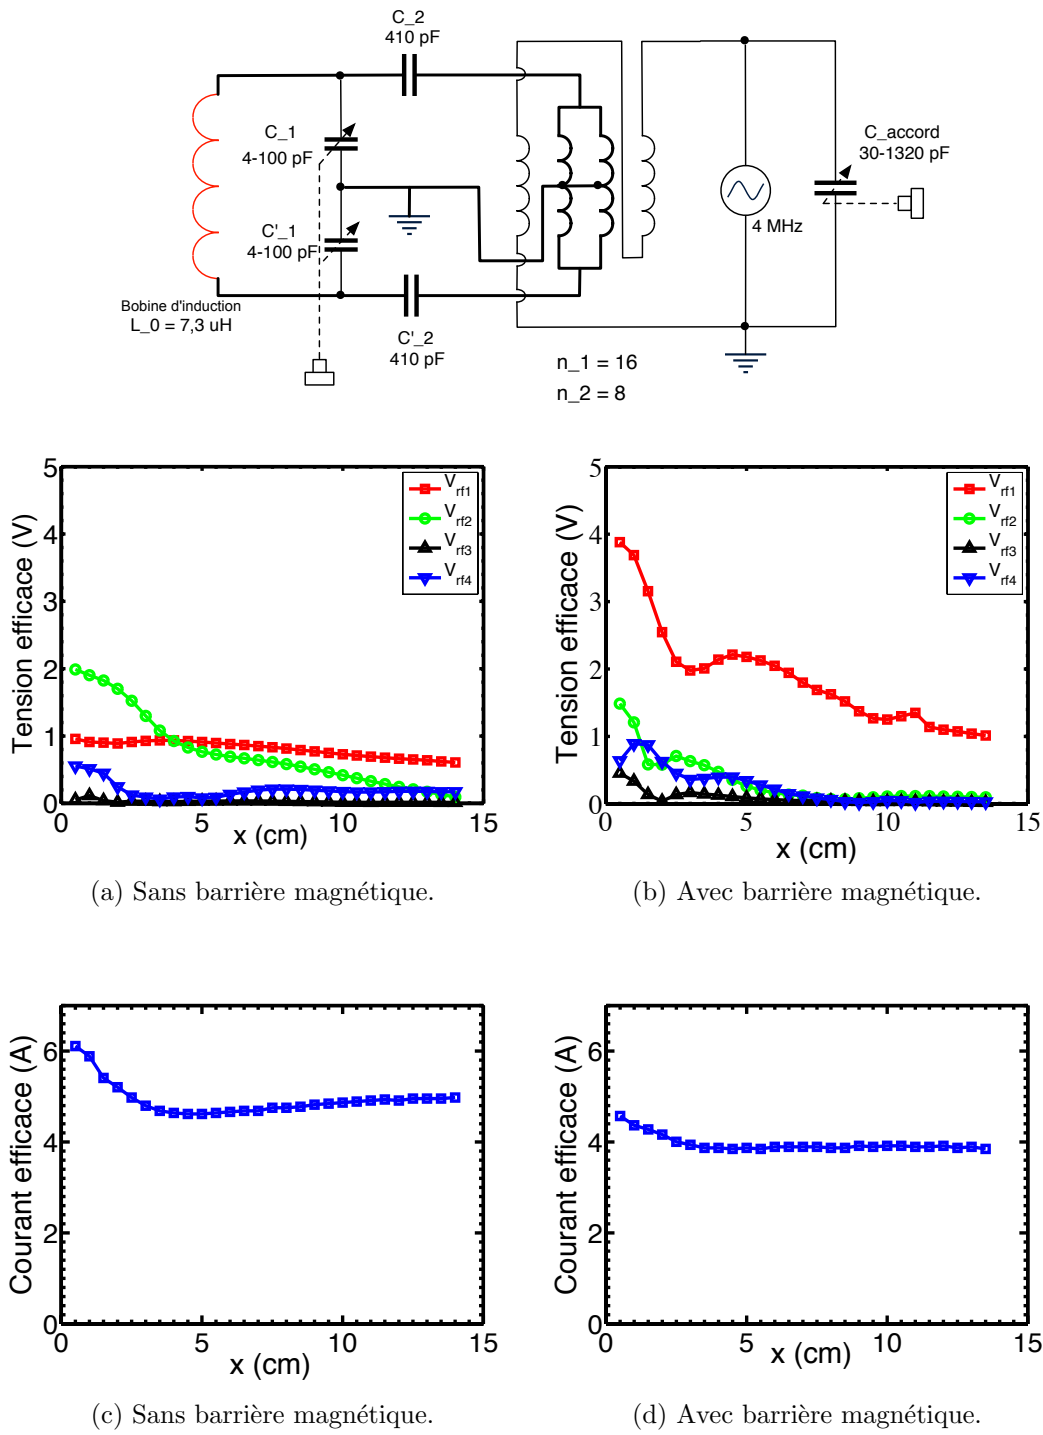 C_2
410 pF
C_1
4-100 pF
C_accord
30-1320 pF
C'_1
4-100 pF
4 MHz
Bobine d'induction
L_0 = 7,3 uH
C'_2
410 pF
n_1 = 16
n_2 = 8
Tension efficace (V)
5
4
3
2
1
0
0
5
10
15
x (cm)
V_rf1
V_rf2
V_rf3
V_rf4
(a) Sans barrière magnétique.
Tension efficace (V)
5
4
3
2
1
0
0
5
10
15
x (cm)
V_rf1
V_rf2
V_rf3
V_rf4
(b) Avec barrière magnétique.
Courant efficace (A)
6
4
2
0
0
5
10
15
x (cm)
(c) Sans barrière magnétique.
Courant efficace (A)
6
4
2
0
0
5
10
15
x (cm)
(d) Avec barrière magnétique.